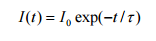 I(t) = I₀ exp(−t/τ)